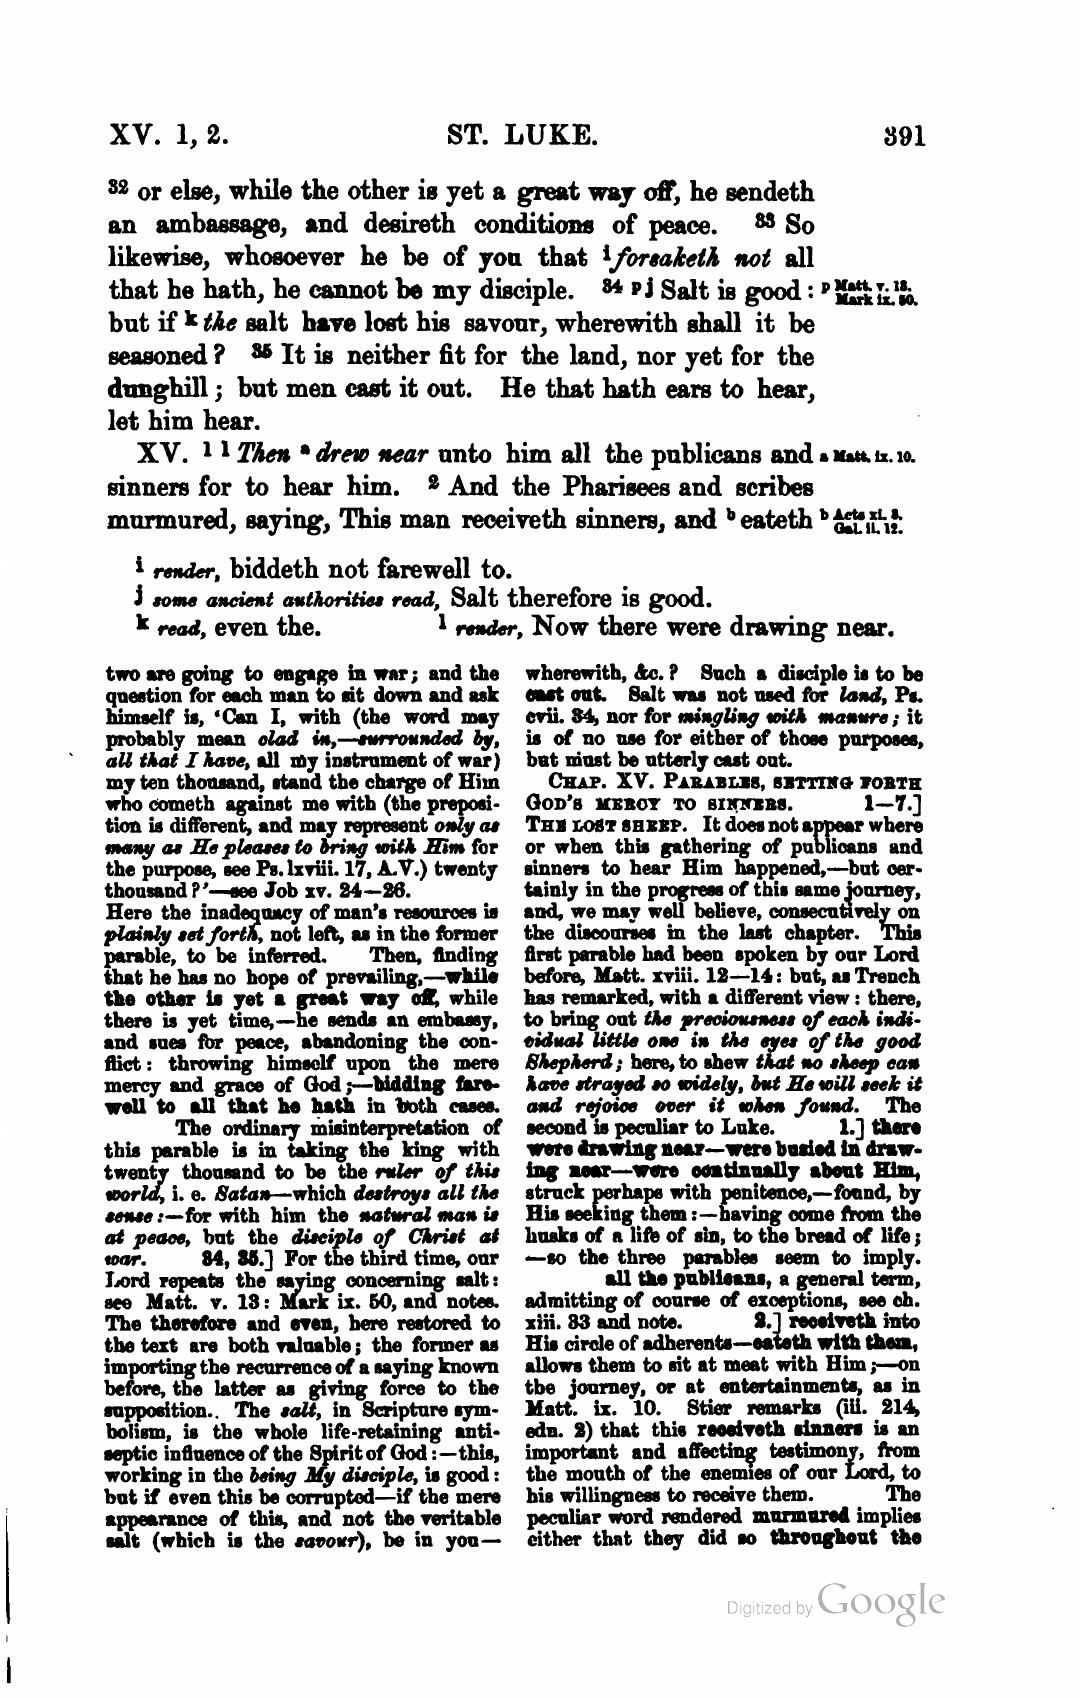 XV. 1, 2. ST. LUKE. 391
32 or else, while the other is yet a great way off, he sendeth
an ambassage, and desireth conditions of peace. 33 So
likewise, whosoever he be of you that i forsaketh not all
that he hath, he cannot be my disciple. 34 p j Salt is good : p Matt. v. 13. Mark ix. 50.
but if k the salt have lost his savour, wherewith shall it be
seasoned ? 35 It is neither fit for the land, nor yet for the
dunghill ; but men cast it out. He that hath ears to hear,
let him hear.
XV. 1 l Then a drew near unto him all the publicans and a Matt. ix. 10.
sinners for to hear him. 2 And the Pharisees and scribes
murmured, saying, This man receiveth sinners, and b eateth b Acts xi. 3. Gal. ii. 12.
i render, biddeth not farewell to.
j some ancient authorities read, Salt therefore is good.
k read, even the. l render, Now there were drawing near.
two are going to engage in war; and the
question for each man to sit down and ask
himself is, 'Can I, with (the word may
probably mean clad in,—surrounded by,
all that I have, all my instrument of war)
my ten thousand, stand the charge of Him
who cometh against me with (the preposi-
tion is different, and may represent only as
many as He pleases to bring with Him for
the purpose, see Ps. lxviii. 17, A.V.) twenty
thousand ?'—see Job xv. 24—26.
Here the inadequacy of man's resources is
plainly set forth, not left, as in the former
parable, to be inferred. Then, finding
that he has no hope of prevailing,—while
the other is yet a great way off, while
there is yet time,—he sends an embassy,
and sues for peace, abandoning the con-
flict : throwing himself upon the mere
mercy and grace of God ;—bidding fare-
well to all that he hath in both cases.
The ordinary misinterpretation of
this parable is in taking the king with
twenty thousand to be the ruler of this
world, i. e. Satan—which destroys all the
sense :—for with him the natural man is
at peace, but the disciple of Christ at
war. 34, 35.] For the third time, our
Lord repeats the saying concerning salt :
see Matt. v. 13 : Mark ix. 50, and notes.
The therefore and even, here restored to
the text are both valuable; the former as
importing the recurrence of a saying known
before, the latter as giving force to the
supposition.. The salt, in Scripture sym-
bolism, is the whole life-retaining anti-
septic influence of the Spirit of God :—this,
working in the being My disciple, is good :
but if even this be corrupted—if the mere
appearance of this, and not the veritable
salt (which is the savour), be in you—
wherewith, &c. ? Such a disciple is to be
cast out. Salt was not used for land, Ps.
cvii. 34, nor for mingling with manure ; it
is of no use for either of those purposes,
but must be utterly cast out.
CHAP. XV. PARABLES, SETTING FORTH
GOD'S MERCY TO SINNERS. 1—7.]
THE LOST SHEEP. It does not appear where
or when this gathering of publicans and
sinners to hear Him happened,—but cer-
tainly in the progress of this same journey,
and, we may well believe, consecutively on
the discourses in the last chapter. This
first parable had been spoken by our Lord
before, Matt. xviii. 12—14 : but, as Trench
has remarked, with a different view : there,
to bring out the preciousness of each indi-
vidual little one in the eyes of the good
Shepherd ; here, to shew that no sheep can
have strayed so widely, but He will seek it
and rejoice over it when found. The
second is peculiar to Luke. 1.] there
were drawing near—were busied in draw-
ing near—were continually about Him,
struck perhaps with penitence,—found, by
His seeking them :—having come from the
husks of a life of sin, to the bread of life ;
—so the three parables seem to imply.
all the publicans, a general term,
admitting of course of exceptions, see ch.
xiii. 33 and note. 2.] receiveth into
His circle of adherents—eateth with them,
allows them to sit at meat with Him ;—on
the journey, or at entertainments, as in
Matt. ix. 10. Stier remarks (iii. 214,
edn. 2) that this receiveth sinners is an
important and affecting testimony, from
the mouth of the enemies of our Lord, to
his willingness to receive them. The
peculiar word rendered murmured implies
either that they did so throughout the
Digitized by Google